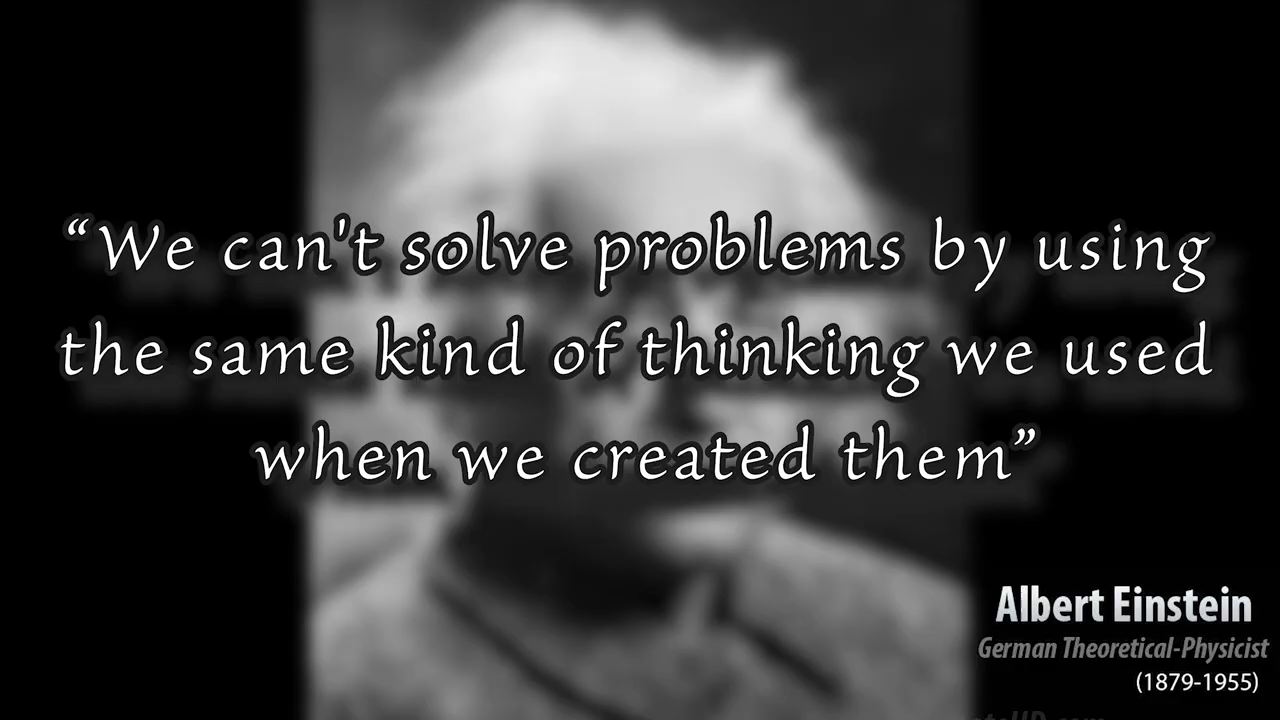 “We can't solve problems by using
the same kind of thinking we used
when we created them”
Albert Einstein
German Theoretical-Physicist
(1879-1955)